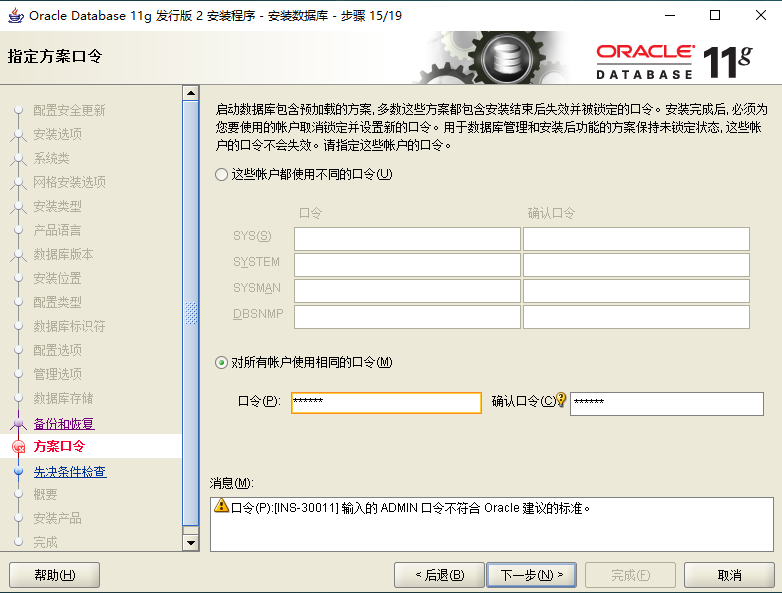 Oracle Database 11g 发行版 2 安装程序 - 安装数据库 - 步骤 15/19
指定方案口令
ORACLE DATABASE 11g
配置安全更新
安装选项
系统类
网格安装选项
安装类型
产品语言
数据库版本
安装位置
配置类型
数据库标识符
配置选项
管理选项
数据库存储
备份和恢复
方案口令
先决条件检查
概要
安装产品
完成
启动数据库包含预加载的方案, 多数这些方案都包含安装结束后失效并被锁定的口令。安装完成后, 必须为
您要使用的帐户取消锁定并设置新的口令。用于数据库管理和安装后功能的方案保持未锁定状态, 这些帐
户的口令不会失效。请指定这些帐户的口令。
这些帐户都使用不同的口令(U)
口令 确认口令
SYS(S)
SYSTEM
SYSMAN
DBSNMP
对所有帐户使用相同的口令(M)
口令(P): ****** 确认口令(C) ******
消息(M):
口令(P):[INS-30011] 输入的 ADMIN 口令不符合 Oracle 建议的标准。
帮助(H) < 后退(B) 下一步(N) > 完成(F) 取消